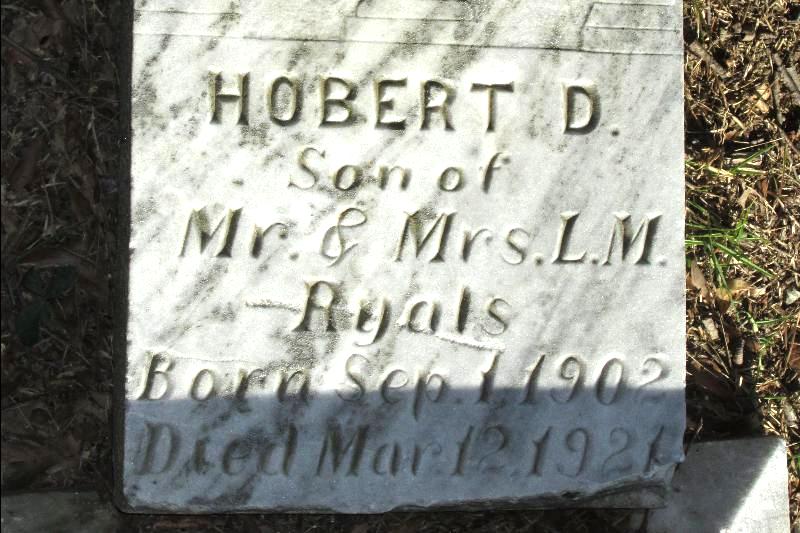 HOBERT D.
Son of
Mr. & Mrs. L.M.
Ryals
Born Sep. 1, 1902
Died Mar. 12, 1921